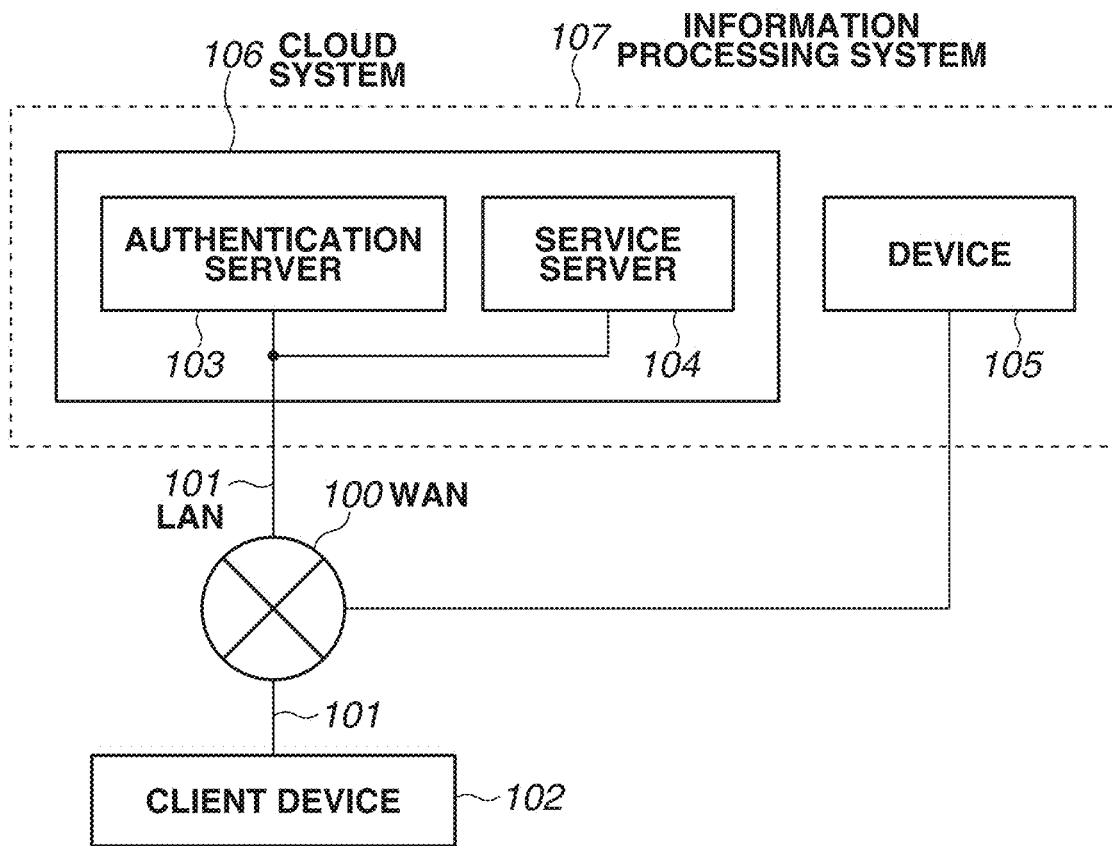 106 CLOUD
SYSTEM
107 INFORMATION
PROCESSING SYSTEM
AUTHENTICATION
SERVER
SERVICE
SERVER
DEVICE
103
104
105
101
LAN
100 WAN
101
CLIENT DEVICE
102